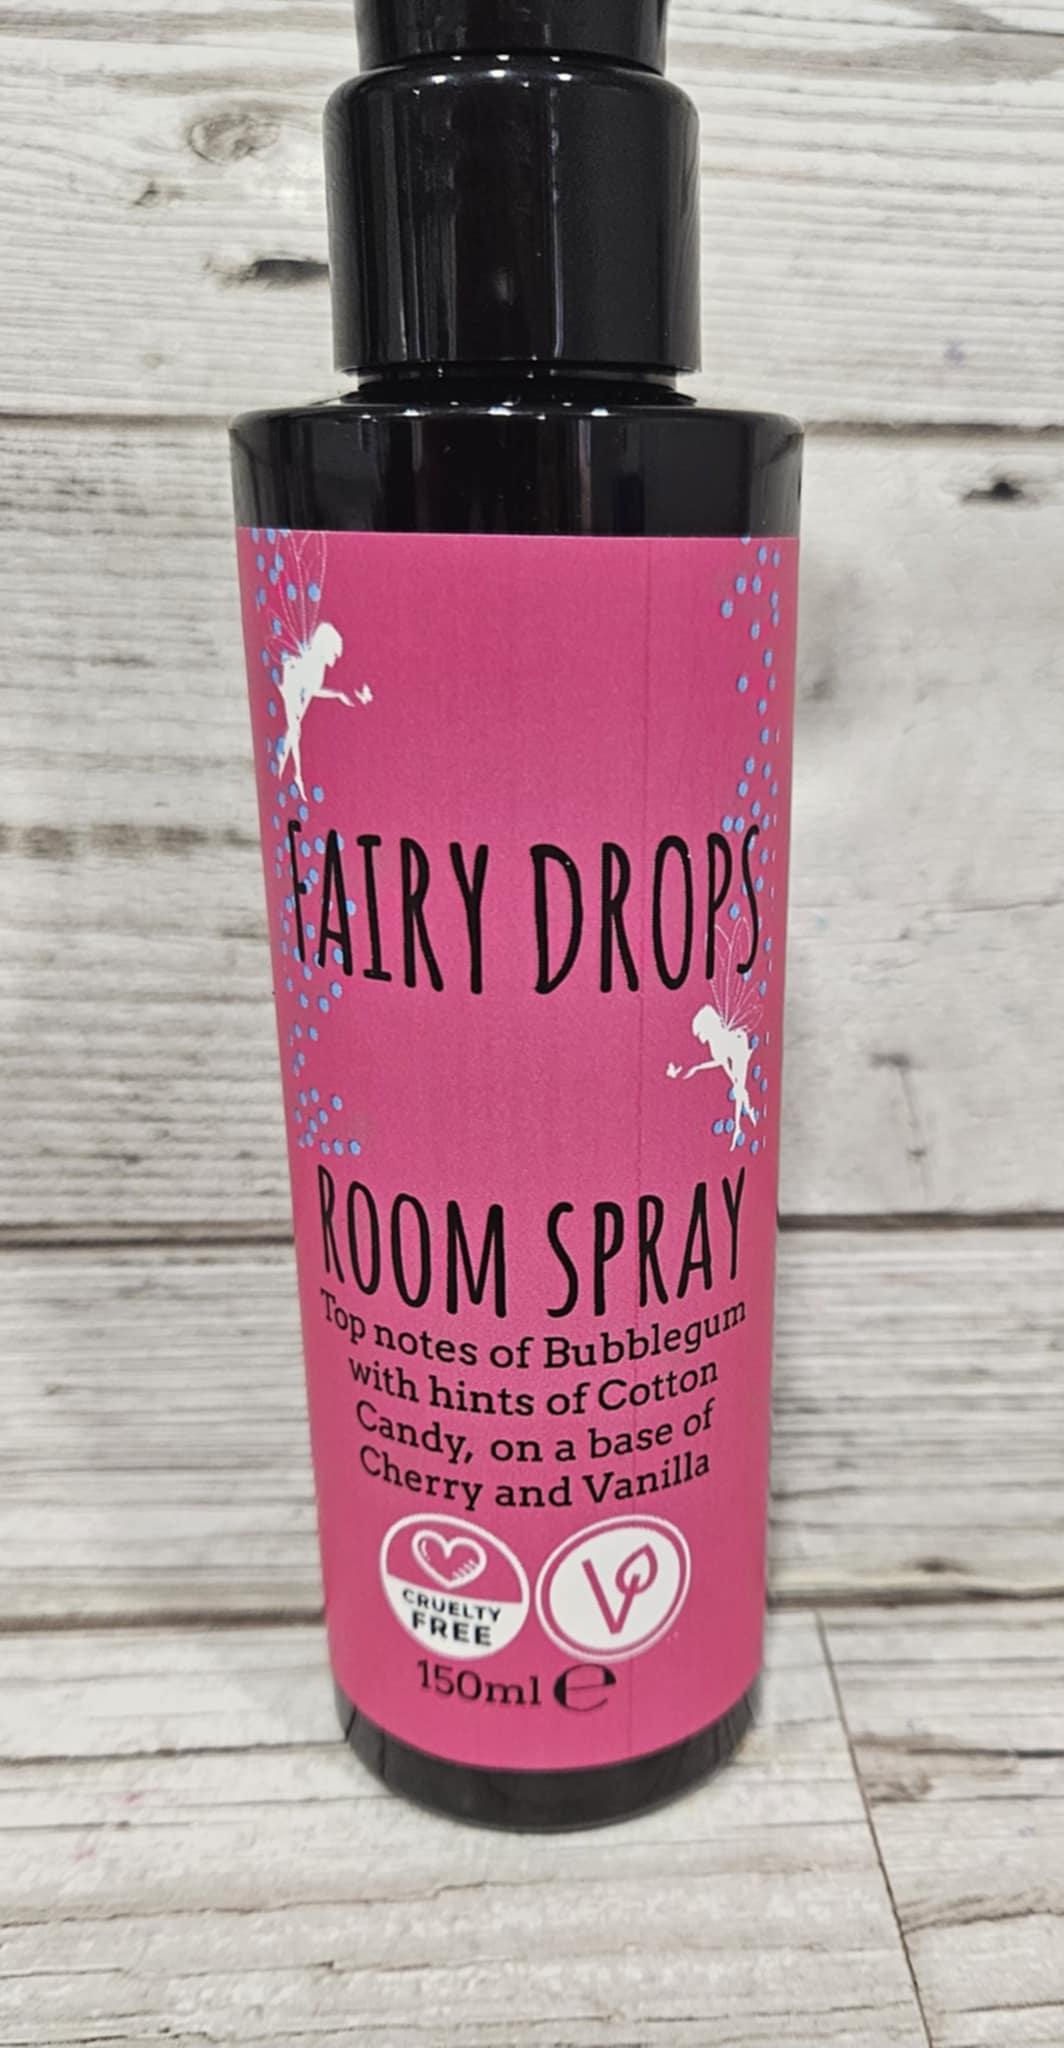 FAIRY DROPS
ROOM SPRAY
Top notes of Bubblegum
with hints of Cotton
Candy, on a base of
Cherry and Vanilla
CRUELTY
FREE
V
150ml ℮